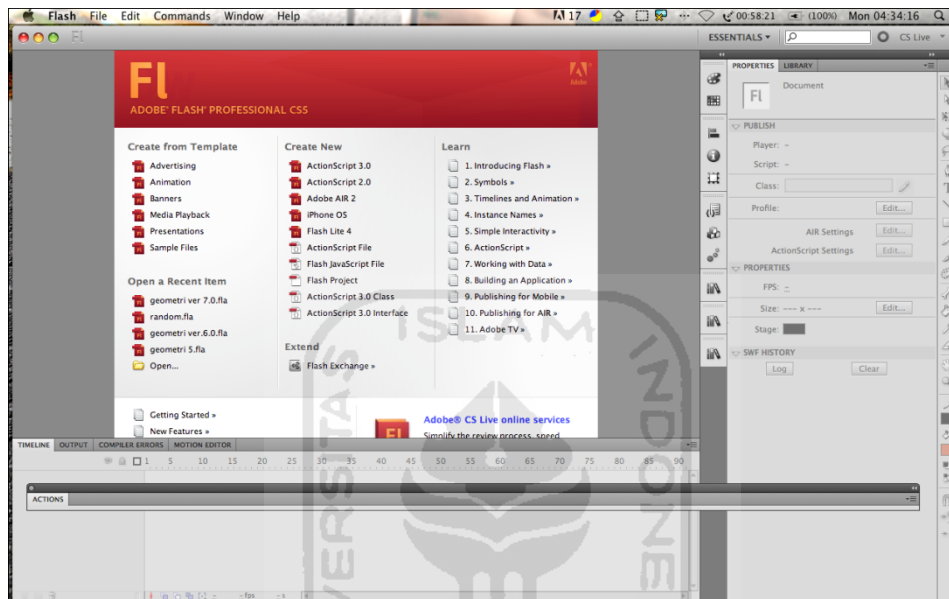 Flash File Edit Commands Window Help 17 00:58:21 (100%) Mon 04:34:16
Fl ESSENTIALS CS Live
Fl
Adobe
ADOBE® FLASH® PROFESSIONAL CS5
Create from Template
Advertising
Animation
Banners
Media Playback
Presentations
Sample Files
Open a Recent Item
geometri ver 7.0.fla
random.fla
geometri ver.6.0.fla
geometri 5.fla
Open...
Create New
ActionScript 3.0
ActionScript 2.0
Adobe AIR 2
iPhone OS
Flash Lite 4
ActionScript File
Flash JavaScript File
Flash Project
ActionScript 3.0 Class
ActionScript 3.0 Interface
Extend
Flash Exchange »
Learn
1. Introducing Flash »
2. Symbols »
3. Timelines and Animation »
4. Instance Names »
5. Simple Interactivity »
6. ActionScript »
7. Working with Data »
8. Building an Application »
9. Publishing for Mobile »
10. Publishing for AIR »
11. Adobe TV »
Getting Started »
New Features »
Fl
Adobe® CS Live online services
Simplify the review process, speed
PROPERTIES LIBRARY
Fl Document
PUBLISH
Player: -
Script: -
Class:
Profile: Edit...
AIR Settings Edit...
ActionScript Settings Edit...
PROPERTIES
FPS: -
Size: --- x --- Edit...
Stage:
SWF HISTORY
Log Clear
TIMELINE OUTPUT COMPILER ERRORS MOTION EDITOR
1 5 10 15 20 25 30 35 40 45 50 55 60 65 70 75 80 85 90
ACTIONS
- fps - s
VERSITAS ISLAM INDONE